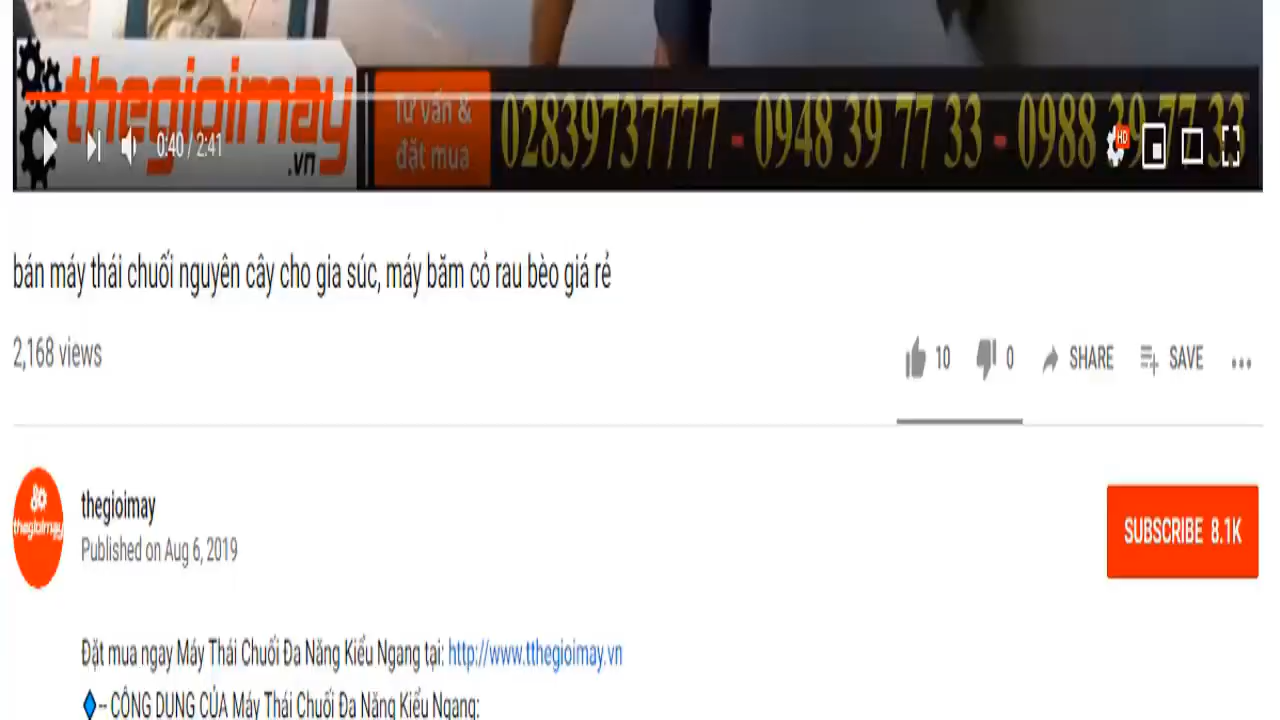 thegioimay
.vn
Tư vấn &
đặt mua
02839737777 - 0948 39 77 33 - 0988 39 77 33
0:40 / 2:41
HD
bán máy thái chuối nguyên cây cho gia súc, máy băm cỏ rau bèo giá rẻ
2,168 views
10 0 SHARE SAVE
thegioimay
thegioimay
Published on Aug 6, 2019
SUBSCRIBE 8.1K
Đặt mua ngay Máy Thái Chuối Đa Năng Kiểu Ngang tại: http://www.tthegioimay.vn
-- CÔNG DỤNG CỦA Máy Thái Chuối Đa Năng Kiểu Ngang: